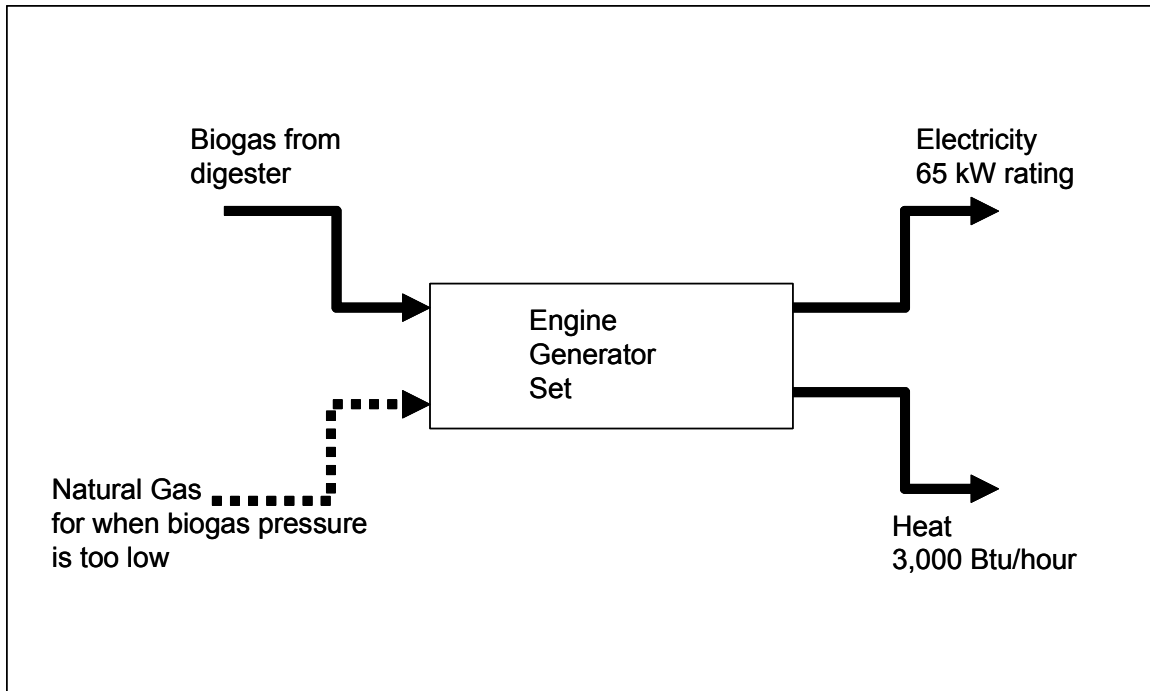 Biogas from
digester
Electricity
65 kW rating
Engine
Generator
Set
Natural Gas
for when biogas pressure
is too low
Heat
3,000 Btu/hour